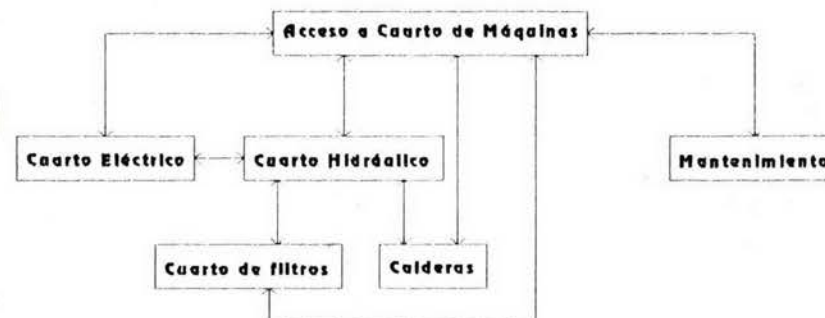 Acceso a Cuarto de Máquinas
Cuarto Eléctrico
Cuarto Hidráulico
Mantenimiento
Cuarto de filtros
Calderas